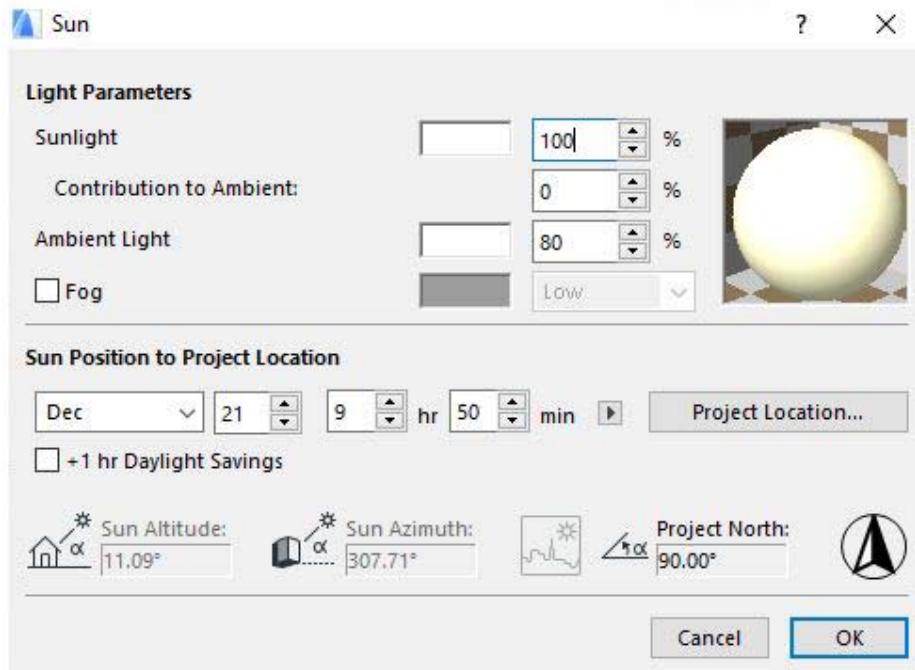 Sun ? ×
Light Parameters
Sunlight 100 %
Contribution to Ambient: 0 %
Ambient Light 80 %
Fog Low
Sun Position to Project Location
Dec 21 9 hr 50 min Project Location...
+1 hr Daylight Savings
Sun Altitude: Sun Azimuth: Project North:
α 11.09° α 307.71° α 90.00°
Cancel OK